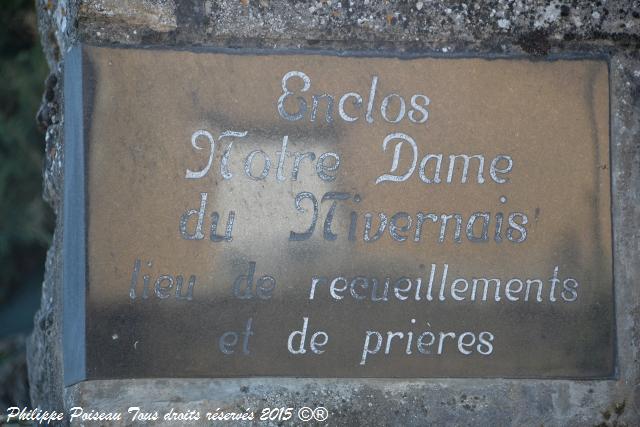 Enclos
Notre Dame
du Nivernais
lieu de recueillements
et de prières
Philippe Poiseau Tous droits réservés 2015 ©®